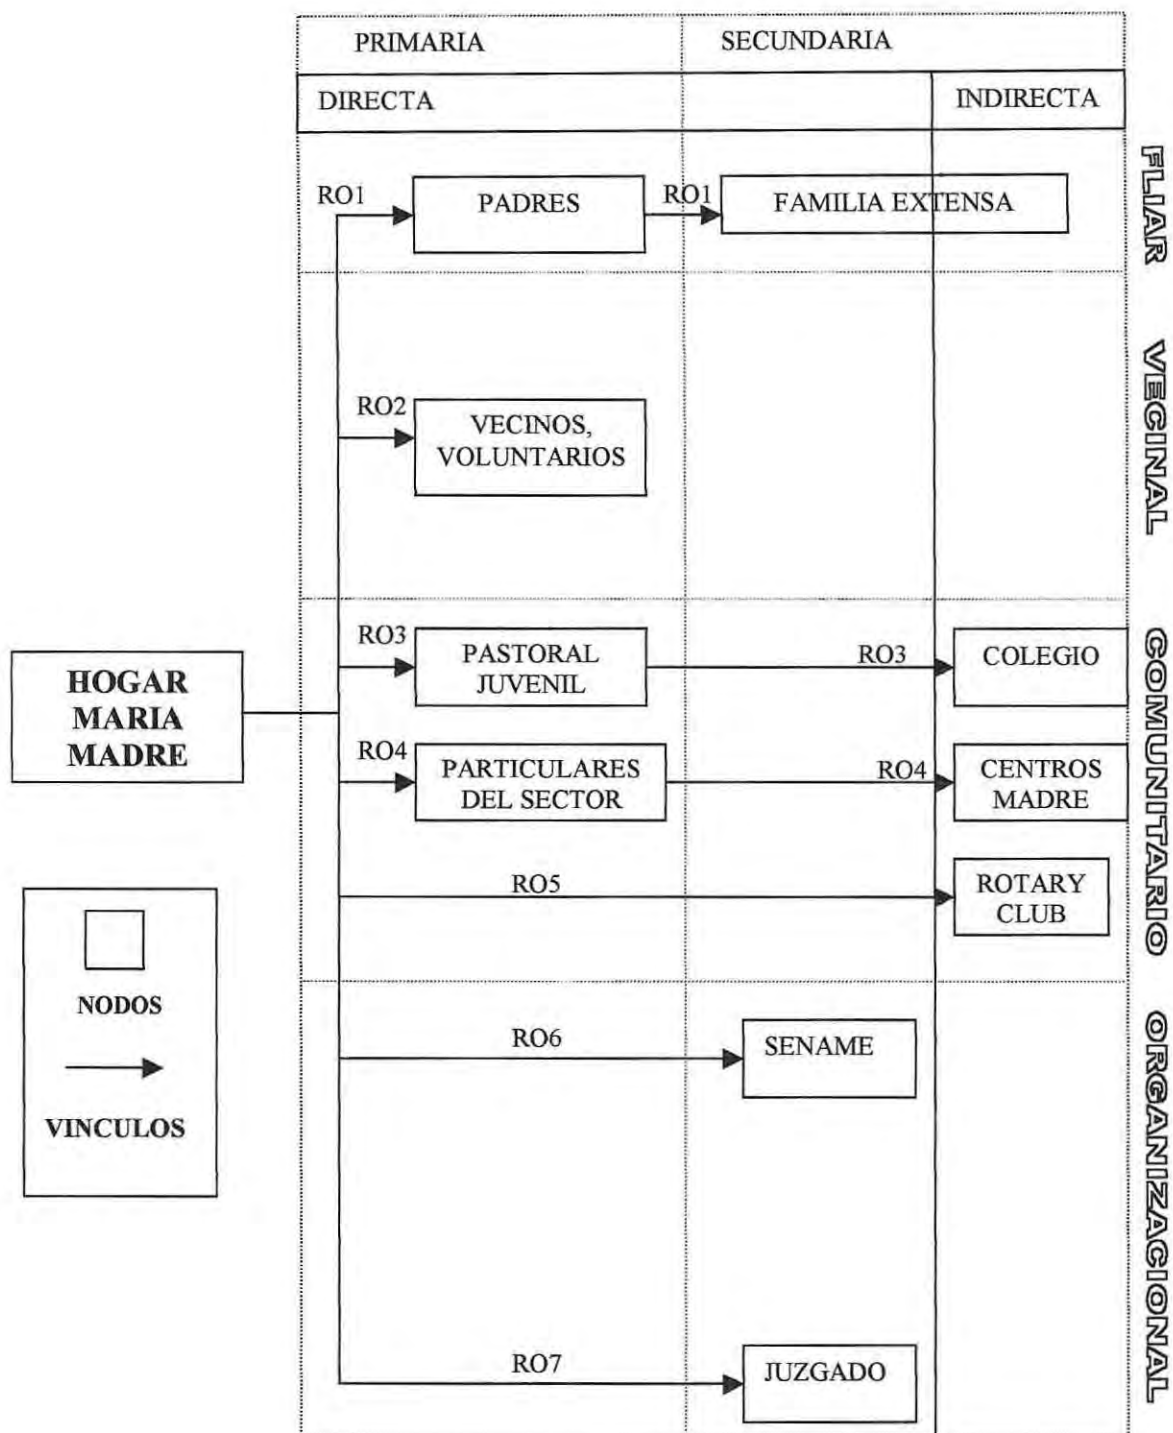 PRIMARIA
SECUNDARIA
DIRECTA
INDIRECTA
FLIAR
RO1
PADRES
RO1
FAMILIA EXTENSA
VECINAL
RO2
VECINOS,
VOLUNTARIOS
COMUNITARIO
RO3
PASTORAL
JUVENIL
RO3
COLEGIO
HOGAR
MARIA
MADRE
RO4
PARTICULARES
DEL SECTOR
RO4
CENTROS
MADRE
RO5
ROTARY
CLUB
NODOS
VINCULOS
ORGANIZACIONAL
RO6
SENAME
RO7
JUZGADO